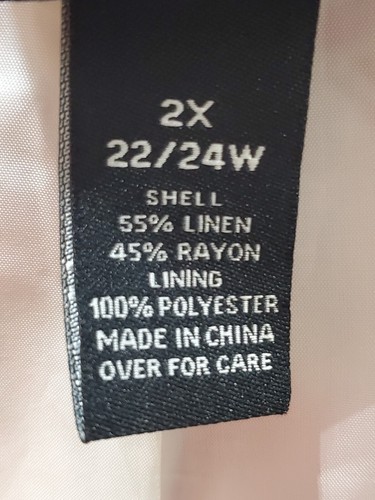 2X
22/24W
SHELL
55% LINEN
45% RAYON
LINING
100% POLYESTER
MADE IN CHINA
OVER FOR CARE